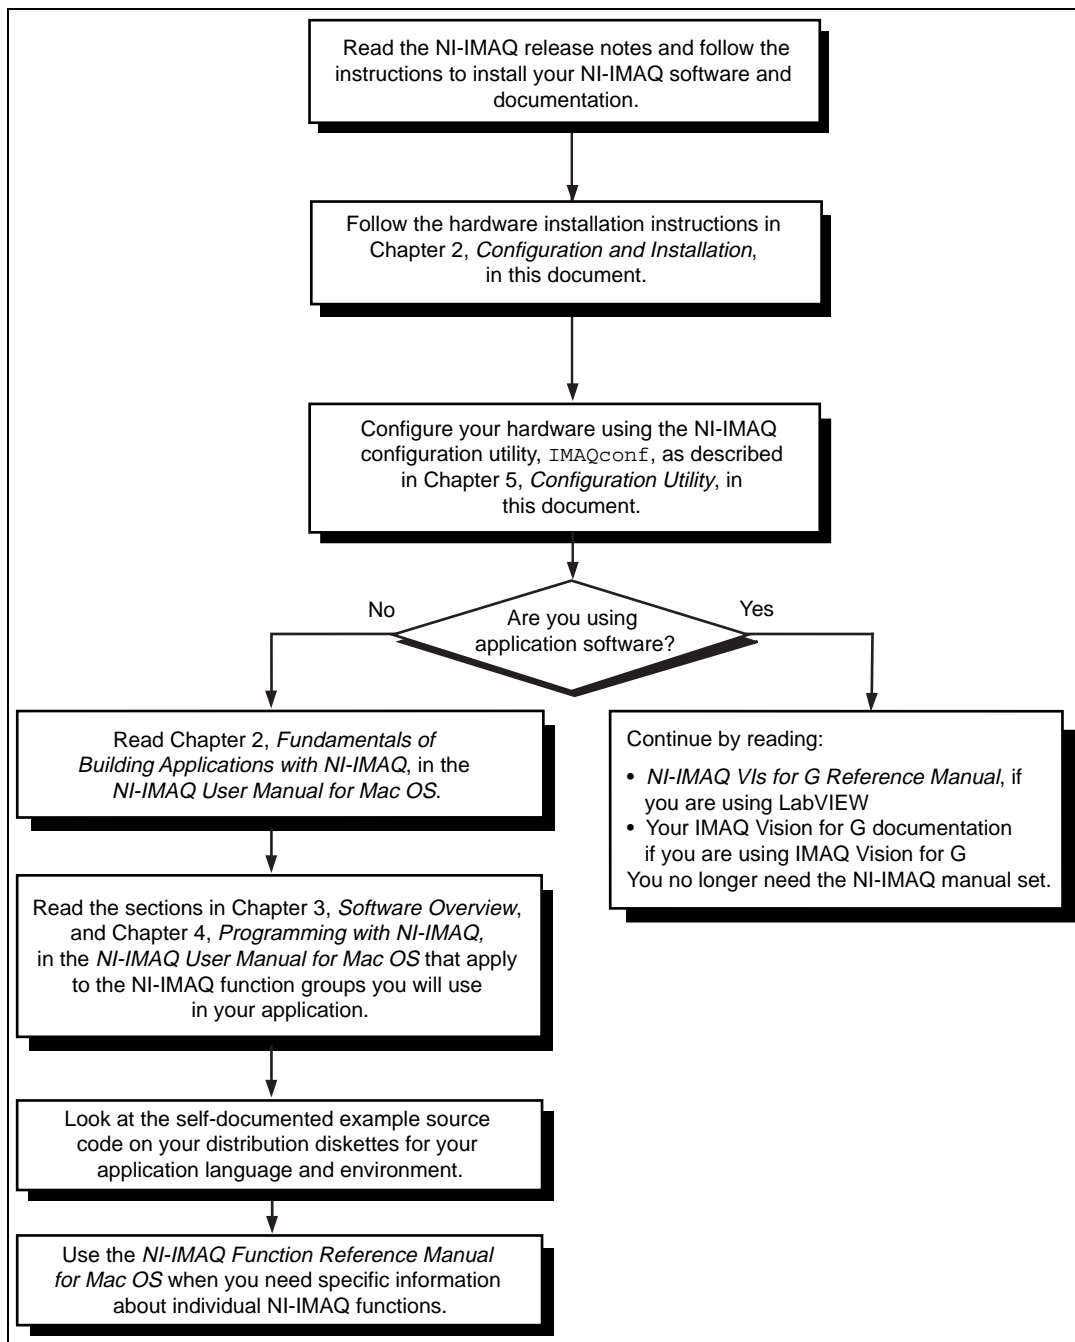 Read the NI-IMAQ release notes and follow the
instructions to install your NI-IMAQ software and
documentation.
Follow the hardware installation instructions in
Chapter 2, Configuration and Installation,
in this document.
Configure your hardware using the NI-IMAQ
configuration utility, IMAQconf, as described
in Chapter 5, Configuration Utility, in
this document.
Are you using
application software?
No
Yes
Read Chapter 2, Fundamentals of
Building Applications with NI-IMAQ, in the
NI-IMAQ User Manual for Mac OS.
Read the sections in Chapter 3, Software Overview,
and Chapter 4, Programming with NI-IMAQ,
in the NI-IMAQ User Manual for Mac OS that apply
to the NI-IMAQ function groups you will use
in your application.
Look at the self-documented example source
code on your distribution diskettes for your
application language and environment.
Use the NI-IMAQ Function Reference Manual
for Mac OS when you need specific information
about individual NI-IMAQ functions.
Continue by reading:
• NI-IMAQ VIs for G Reference Manual, if
you are using LabVIEW
• Your IMAQ Vision for G documentation
if you are using IMAQ Vision for G
You no longer need the NI-IMAQ manual set.